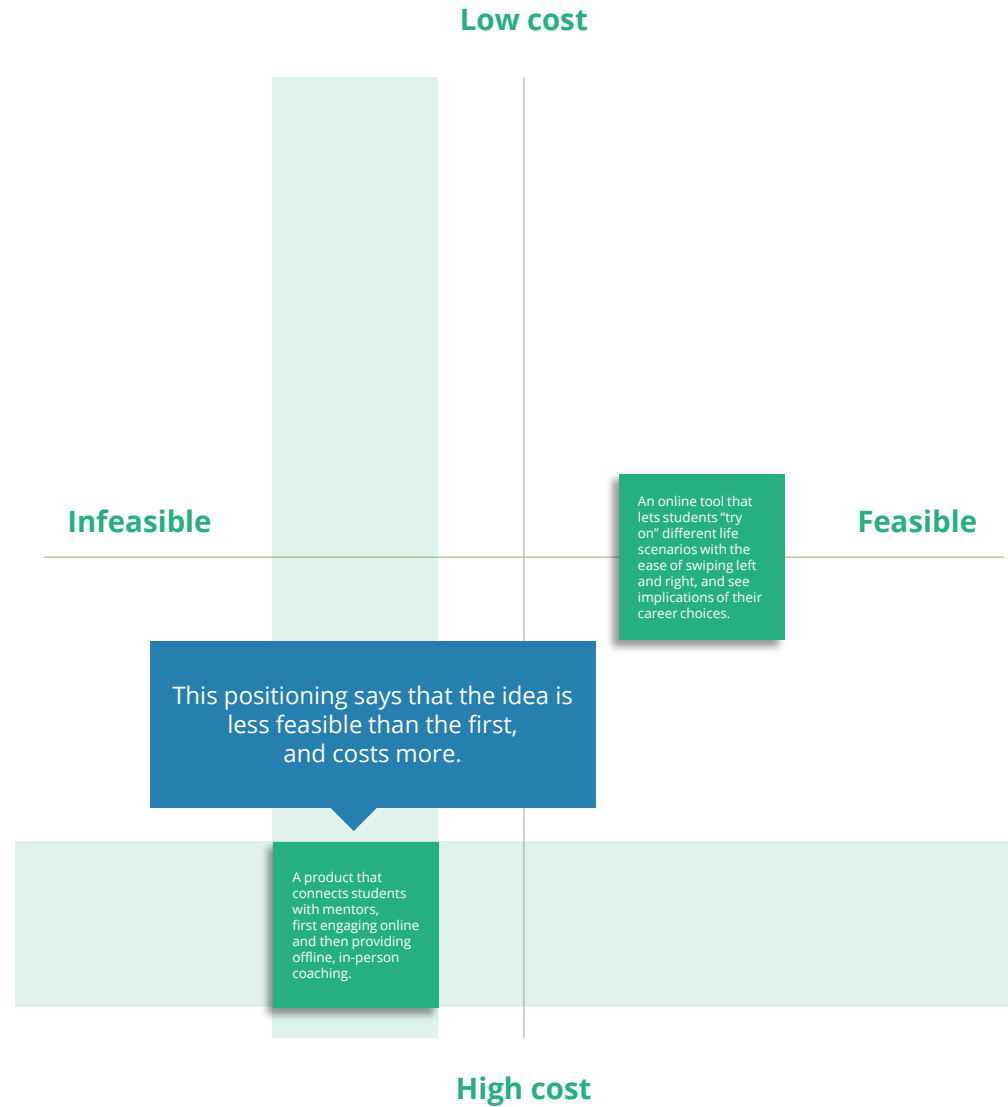 Low cost
Infeasible
An online tool that
lets students “try
on” different life
scenarios with the
ease of swiping left
and right, and see
implications of their
career choices.
Feasible
This positioning says that the idea is
less feasible than the first,
and costs more.
A product that
connects students
with mentors,
first engaging online
and then providing
offline, in-person
coaching.
High cost